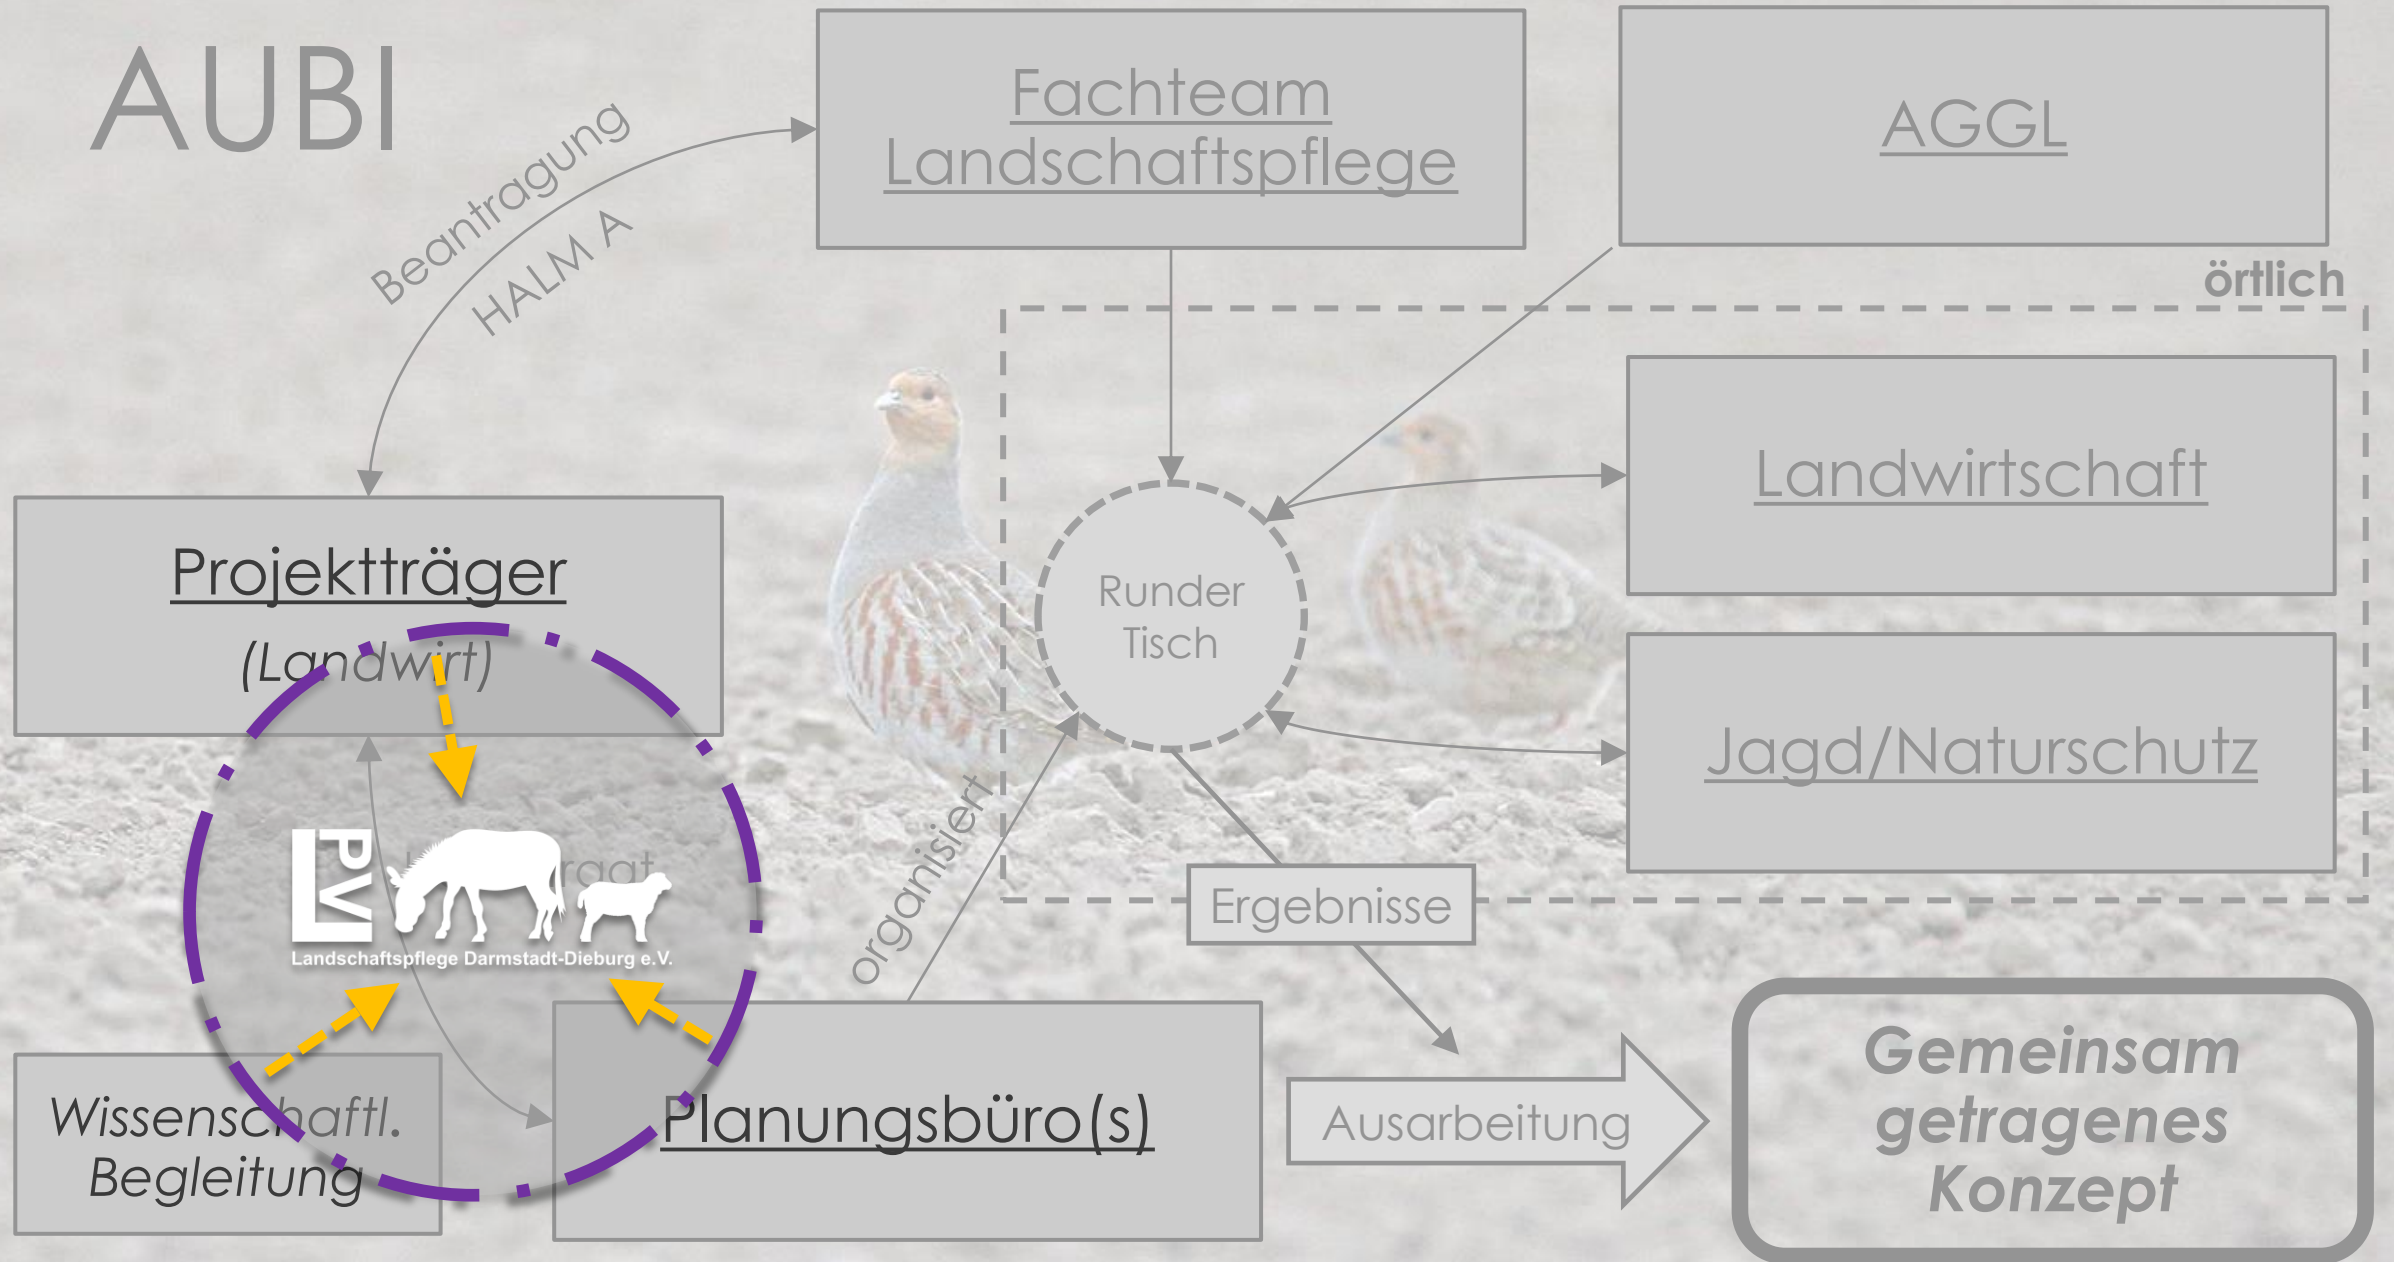 AUBI
Fachteam
Landschaftspflege
AGGL
Beantragung
HALM A
örtlich
Landwirtschaft
Projektträger
(Landwirt)
Runder
Tisch
Jagd/Naturschutz
LPV
Landschaftspflege Darmstadt-Dieburg e.V.
organisiert
Ergebnisse
Wissenschaftl.
Begleitung
Planungsbüro(s)
Ausarbeitung
Gemeinsam
getragenes
Konzept